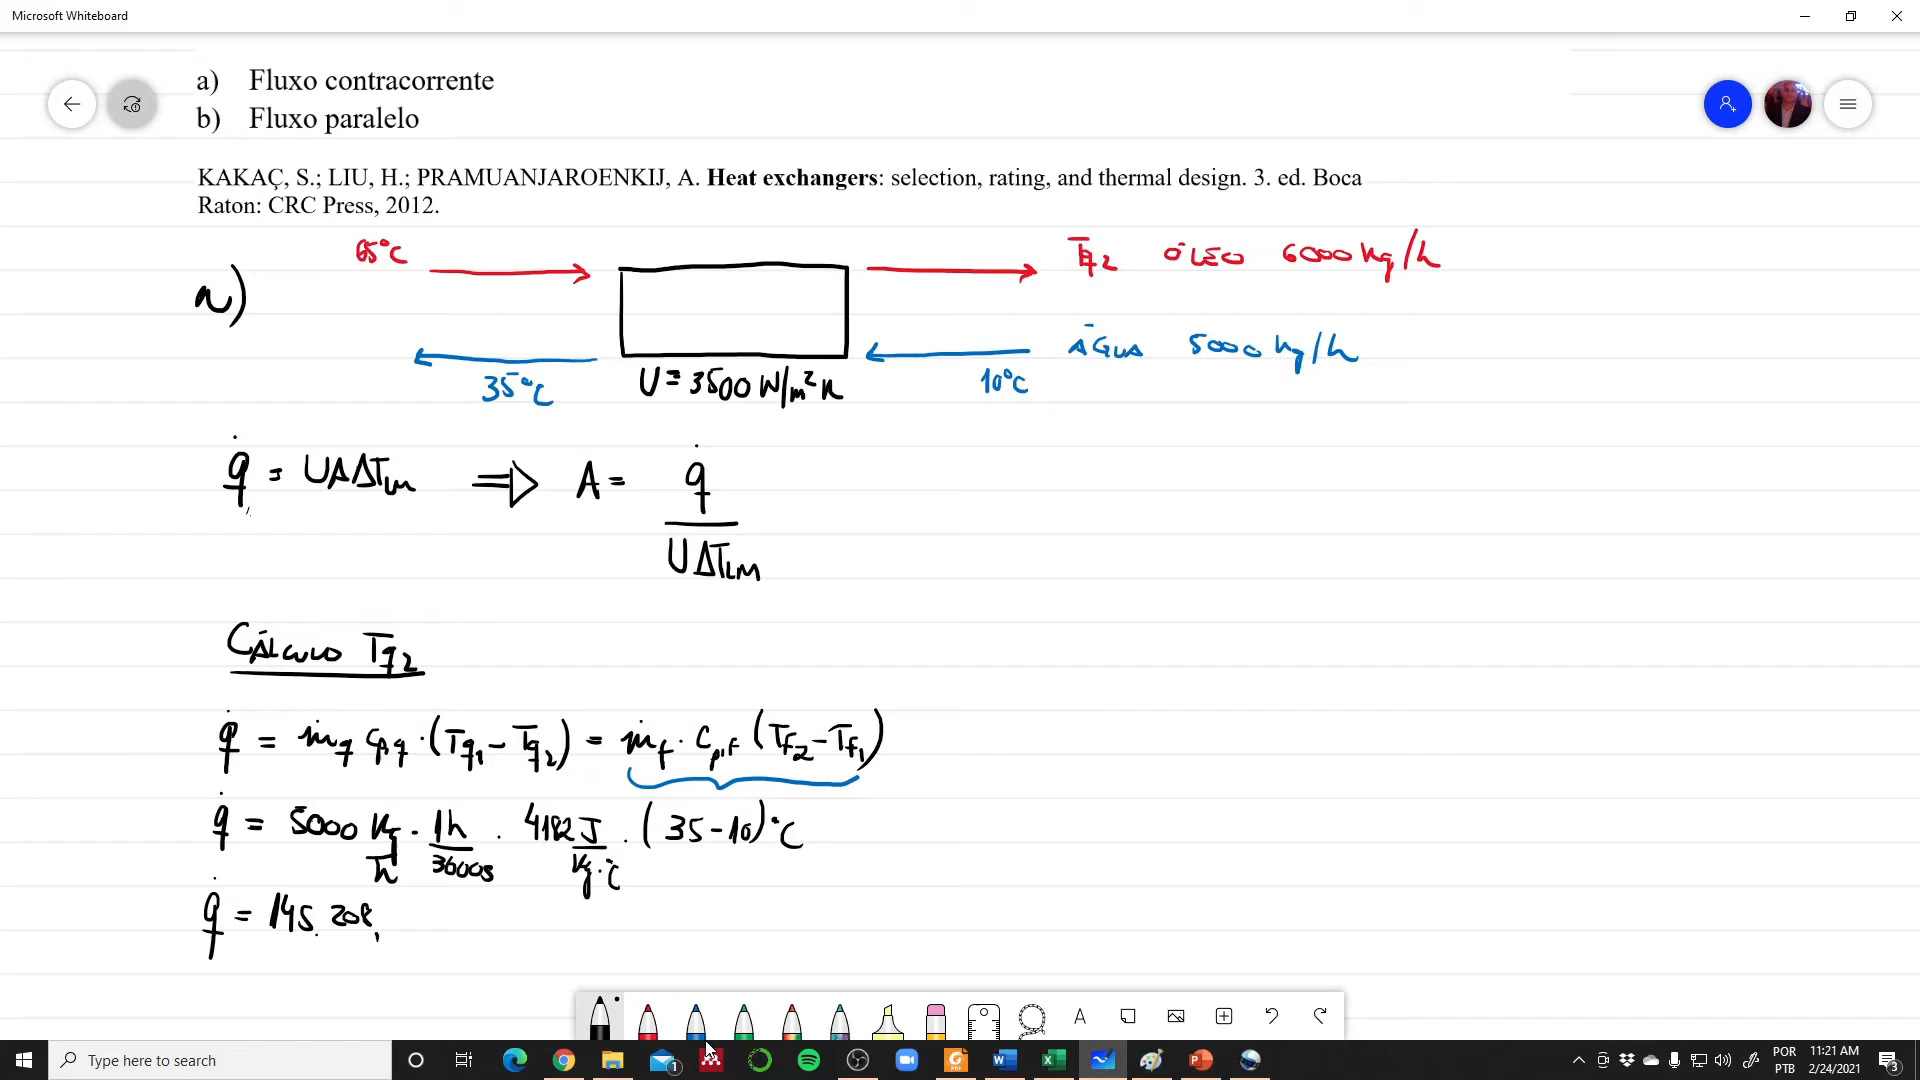 Microsoft Whiteboard
a) Fluxo contracorrente
b) Fluxo paralelo
KAKAÇ, S.; LIU, H.; PRAMUANJAROENKIJ, A. Heat exchangers: selection, rating, and thermal design. 3. ed. Boca
Raton: CRC Press, 2012.
a)
65°C
Tq2 ÓLEO 6000 kg/h
ÁGUA 5000 kg/h
35°C
U = 3500 W/m²K
10°C
q̇ = UAΔTLM ⇒ A = q̇ / UΔTLM
CÁLCULO Tq2
q̇ = ṁq cp,q · (Tq1 - Tq2) = ṁf · cp,f (Tf2 - Tf1)
q̇ = 5000 kg/h · 1h/3600s · 4182 J/kg·°C · (35 - 10)°C
q̇ = 145.208,
A
Type here to search
1
POR
PTB
11:21 AM
2/24/2021
3